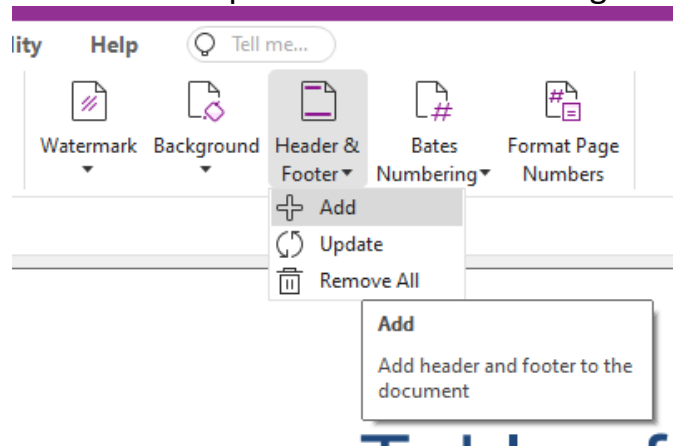 lity Help Tell me...
Watermark Background Header & Footer Bates Numbering Format Page Numbers
Add
Update
Remove All
Add
Add header and footer to the
document